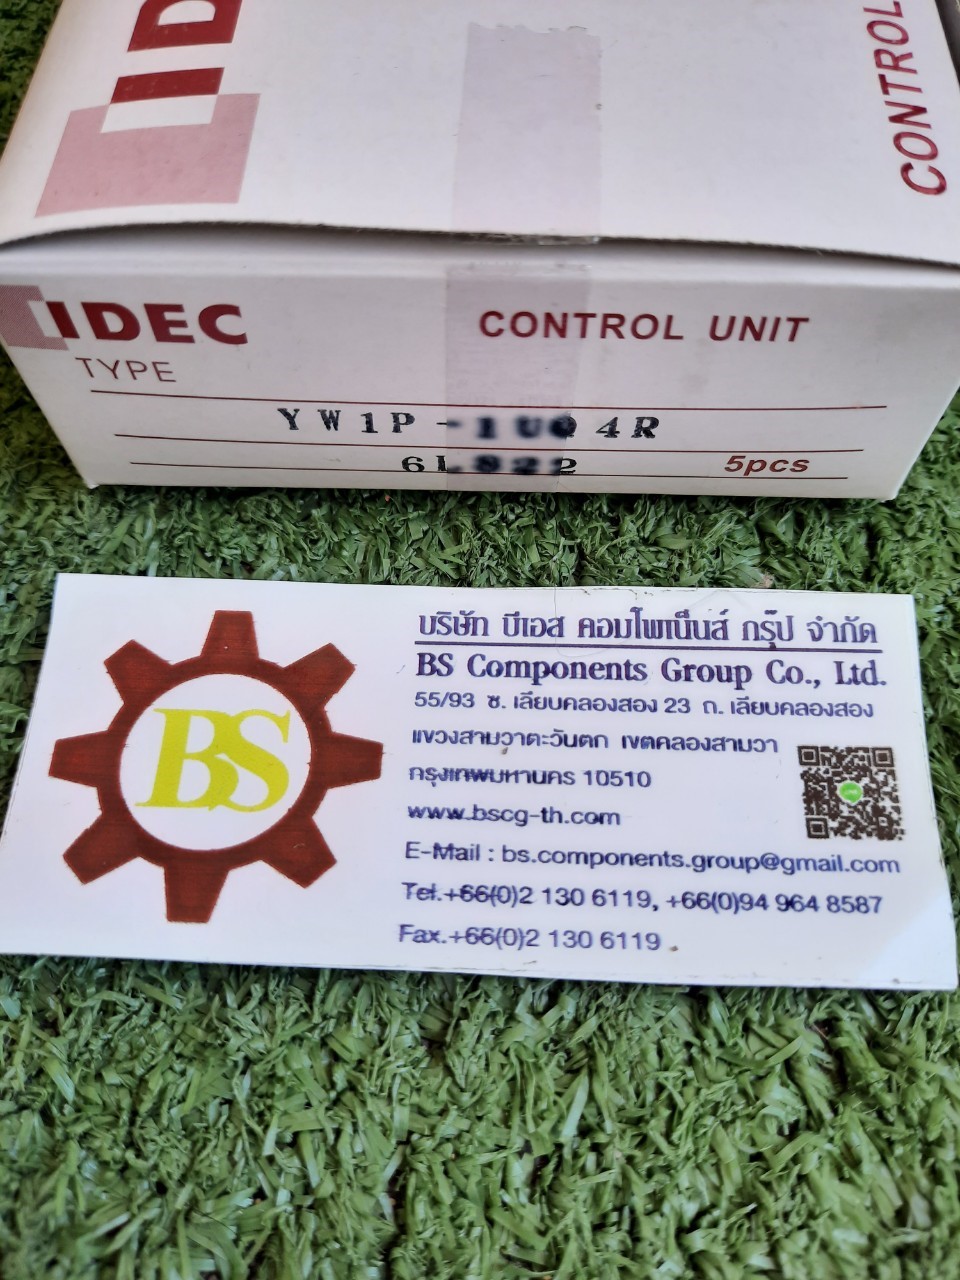 ID
CONTROL
IDEC
CONTROL UNIT
TYPE
YW1P 4R
5pcs
BS
บริษัท บีเอส คอมโพเน็นส์ กรุ๊ป จำกัด
BS Components Group Co., Ltd.
55/93 ซ. เลียบคลองสอง 23 ถ. เลียบคลองสอง
แขวงสามวาตะวันตก เขตคลองสามวา
กรุงเทพมหานคร 10510
www.bscg-th.com
E-Mail : bs.components.group@gmail.com
Tel.+66(0)2 130 6119, +66(0)94 964 8587
Fax.+66(0)2 130 6119